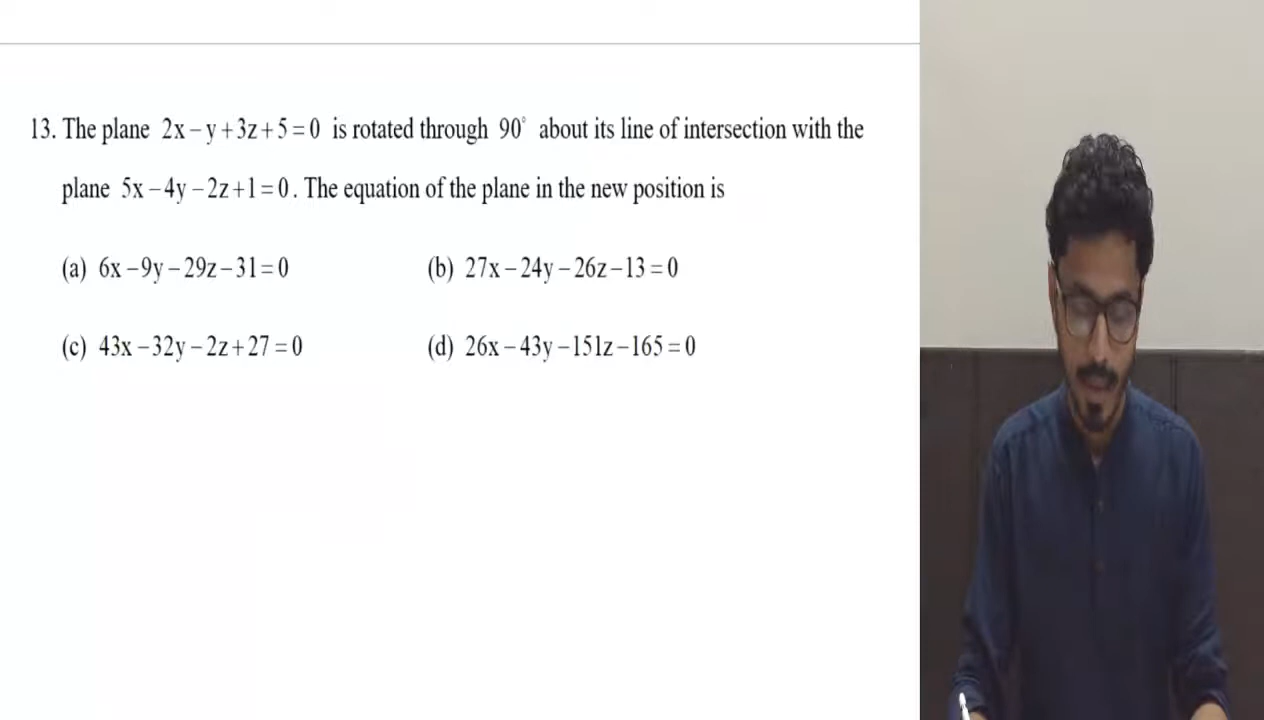 13. The plane 2x – y + 3z + 5 = 0 is rotated through 90° about its line of intersection with the
plane 5x – 4y – 2z + 1 = 0. The equation of the plane in the new position is
(a) 6x – 9y – 29z – 31 = 0 (b) 27x – 24y – 26z – 13 = 0
(c) 43x – 32y – 2z + 27 = 0 (d) 26x – 43y – 151z – 165 = 0